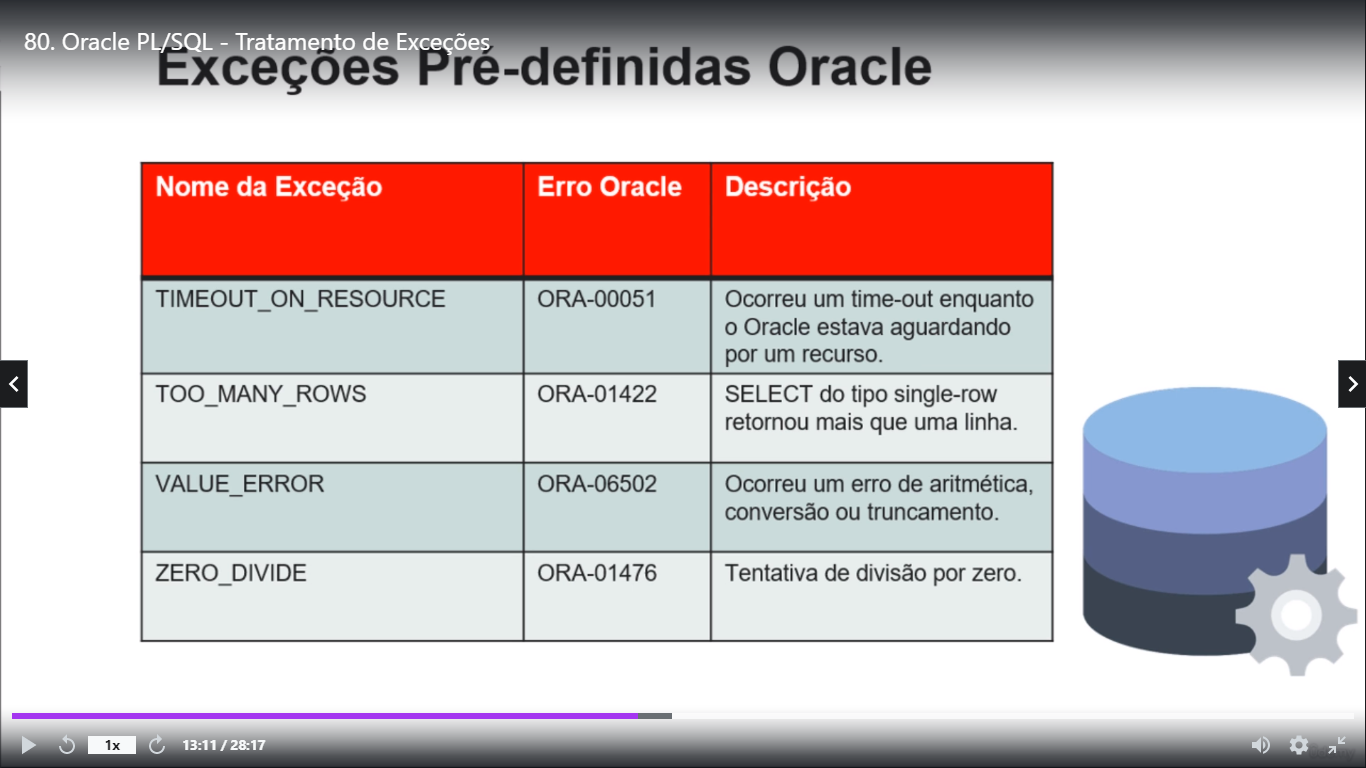 80. Oracle PL/SQL - Tratamento de Exceções
Exceções Pré-definidas Oracle
Nome da Exceção
Erro Oracle
Descrição
TIMEOUT_ON_RESOURCE
ORA-00051
Ocorreu um time-out enquanto
o Oracle estava aguardando
por um recurso.
TOO_MANY_ROWS
ORA-01422
SELECT do tipo single-row
retornou mais que uma linha.
VALUE_ERROR
ORA-06502
Ocorreu um erro de aritmética,
conversão ou truncamento.
ZERO_DIVIDE
ORA-01476
Tentativa de divisão por zero.
1x
13:11 / 28:17